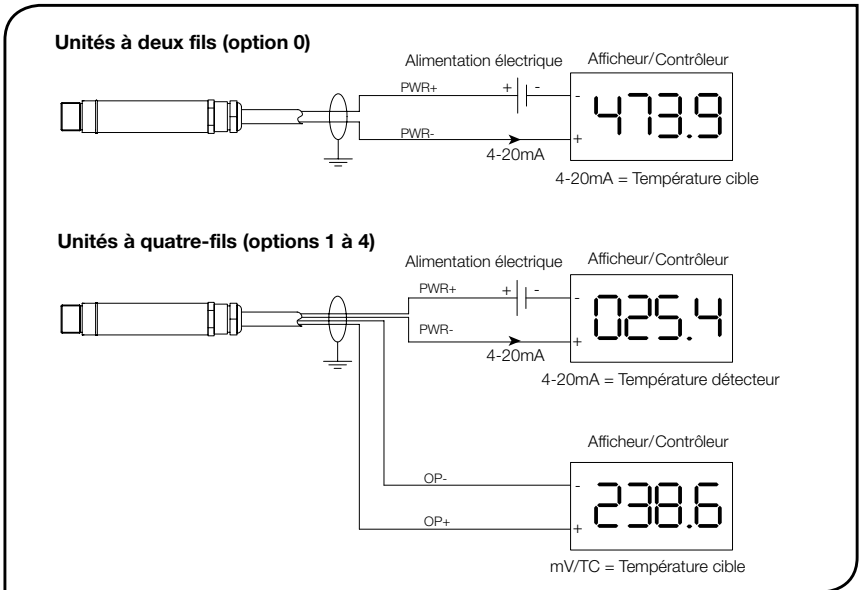 Unités à deux fils (option 0)
Alimentation électrique
Afficheur/Contrôleur
PWR+
+
-
-
473.9
PWR-
+
4-20mA
4-20mA = Température cible
Unités à quatre-fils (options 1 à 4)
Alimentation électrique
Afficheur/Contrôleur
PWR+
+
-
-
025.4
PWR-
+
4-20mA
4-20mA = Température détecteur
Afficheur/Contrôleur
OP-
-
238.6
OP+
+
mV/TC = Température cible